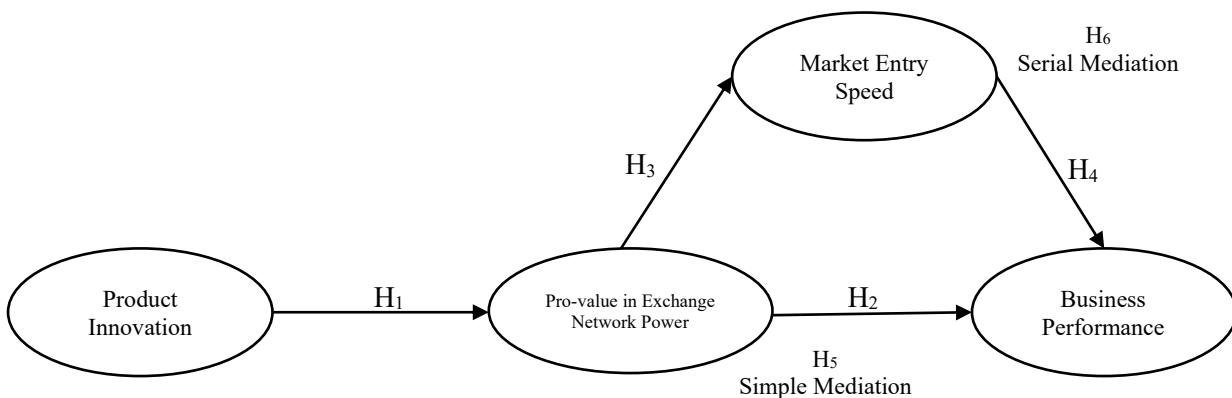 Market Entry
Speed
H₆
Serial Mediation
H₃
H₄
Product
Innovation
H₁
Pro-value in Exchange
Network Power
H₂
Business
Performance
H₅
Simple Mediation